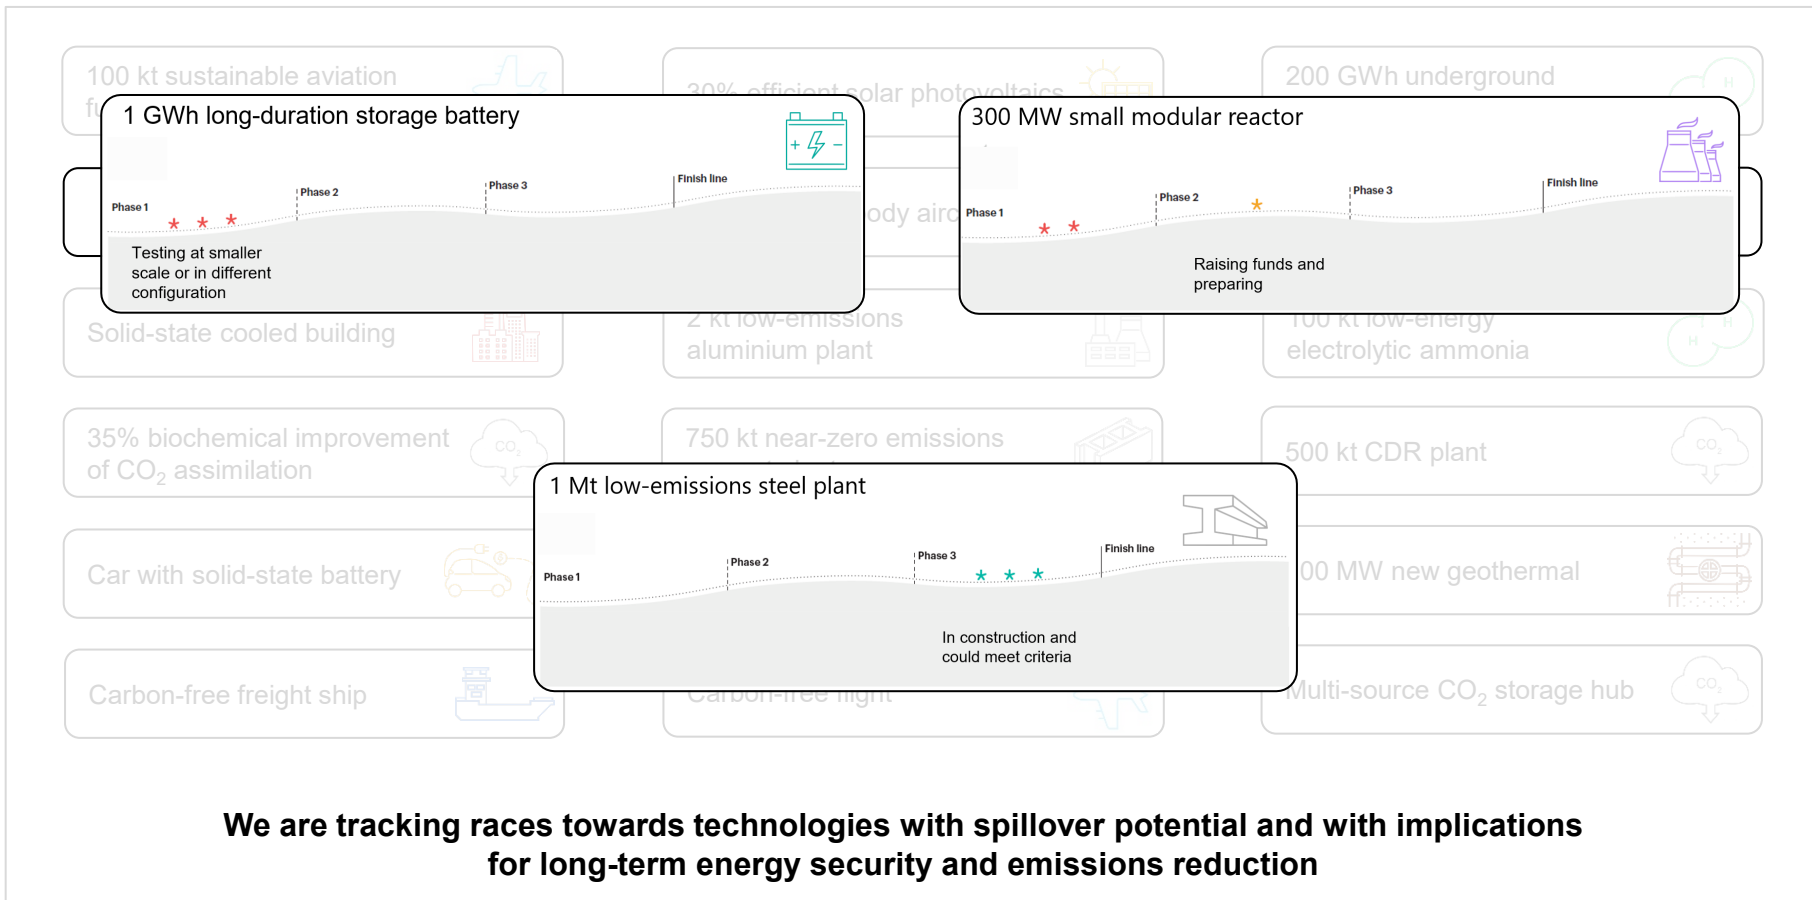 100 kt sustainable aviation
30% efficient solar photovoltaics
200 GWh underground
1 GWh long-duration storage battery
Phase 1
Phase 2
Phase 3
Finish line
Testing at smaller
scale or in different
configuration
300 MW small modular reactor
Phase 1
Phase 2
Phase 3
Finish line
Raising funds and
preparing
H
Solid-state cooled building
2 kt low-emissions
aluminium plant
100 kt low-energy
electrolytic ammonia
H
H
35% biochemical improvement
of CO₂ assimilation
CO₂
750 kt near-zero emissions
500 kt CDR plant
CO₂
1 Mt low-emissions steel plant
Phase 1
Phase 2
Phase 3
Finish line
In construction and
could meet criteria
Car with solid-state battery
MW new geothermal
Carbon-free freight ship
Carbon-free flight
Multi-source CO₂ storage hub
CO₂
We are tracking races towards technologies with spillover potential and with implications
for long-term energy security and emissions reduction